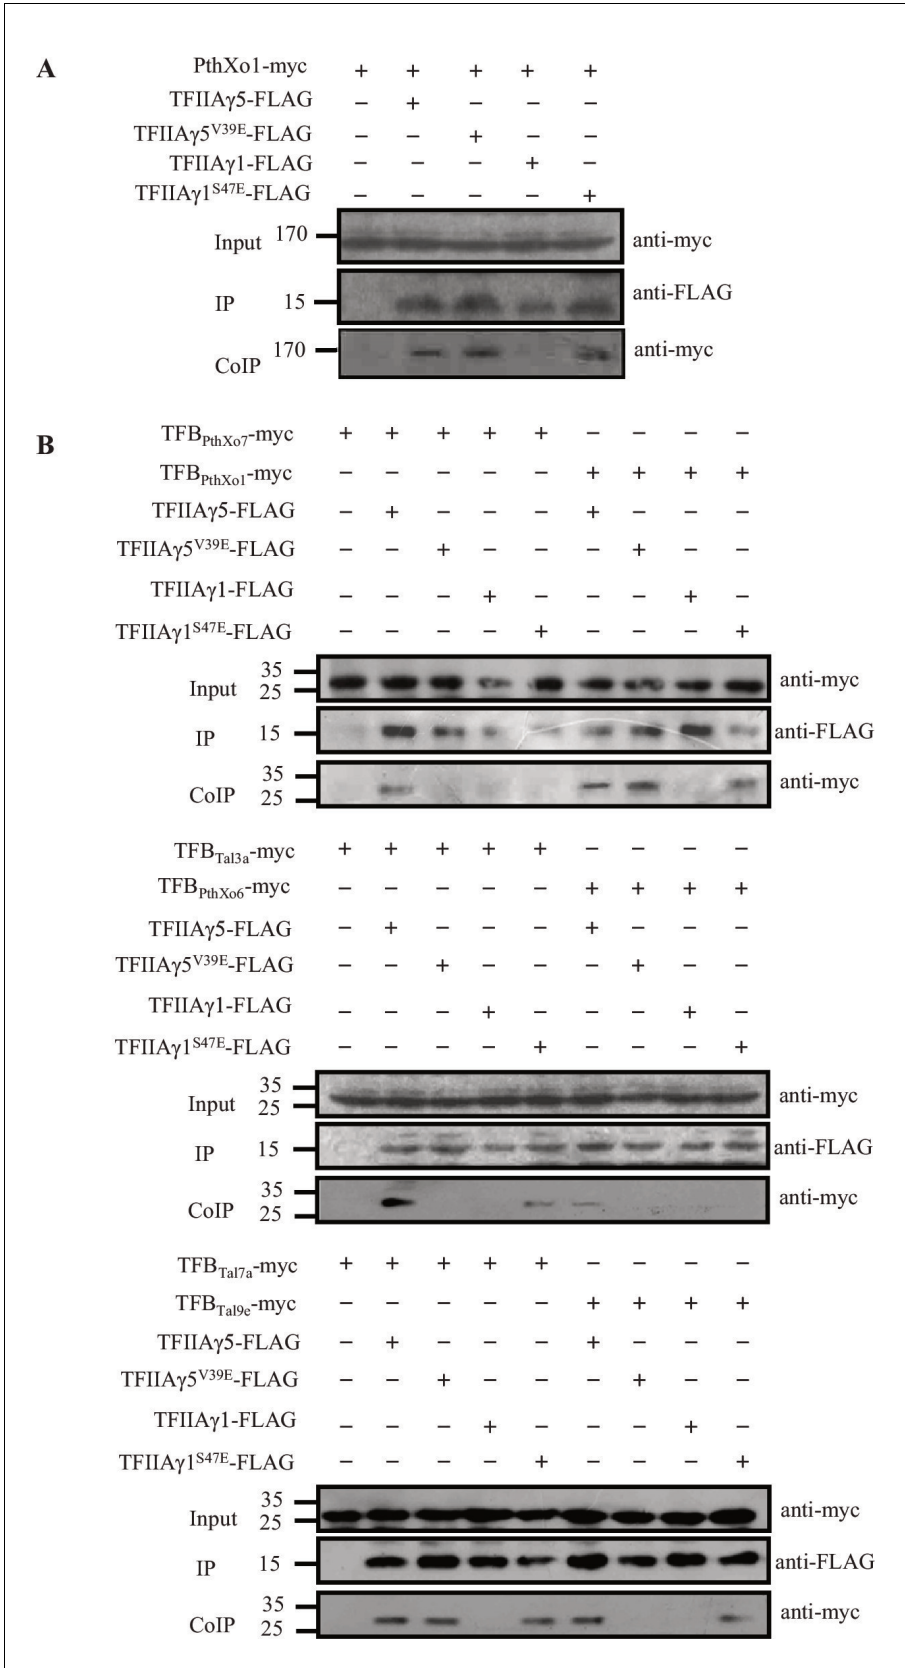 A
PthXo1-myc + + + + +
TFIIAγ5-FLAG – + – – –
TFIIAγ5V39E-FLAG – – + – –
TFIIAγ1-FLAG – – – + –
TFIIAγ1S47E-FLAG – – – – +
Input 170 anti-myc
IP 15 anti-FLAG
CoIP 170 anti-myc
B
TFBPthXo7-myc + + + + + – – – –
TFBPthXo1-myc – – – – – + + + +
TFIIAγ5-FLAG – + – – – + – – –
TFIIAγ5V39E-FLAG – – + – – – + – –
TFIIAγ1-FLAG – – – + – – – + –
TFIIAγ1S47E-FLAG – – – – + – – – +
Input 35 25 anti-myc
IP 15 anti-FLAG
CoIP 35 25 anti-myc
TFBTal3a-myc + + + + + – – – –
TFBPthXo6-myc – – – – – + + + +
TFIIAγ5-FLAG – + – – – + – – –
TFIIAγ5V39E-FLAG – – + – – – + – –
TFIIAγ1-FLAG – – – + – – – + –
TFIIAγ1S47E-FLAG – – – – + – – – +
Input 35 25 anti-myc
IP 15 anti-FLAG
CoIP 35 25 anti-myc
TFBTal7a-myc + + + + + – – – –
TFBTal9e-myc – – – – – + + + +
TFIIAγ5-FLAG – + – – – + – – –
TFIIAγ5V39E-FLAG – – + – – – + – –
TFIIAγ1-FLAG – – – + – – – + –
TFIIAγ1S47E-FLAG – – – – + – – – +
Input 35 25 anti-myc
IP 15 anti-FLAG
CoIP 35 25 anti-myc